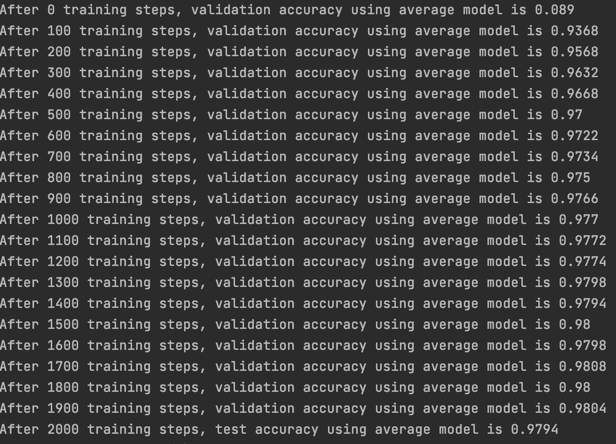 After 0 training steps, validation accuracy using average model is 0.089
After 100 training steps, validation accuracy using average model is 0.9368
After 200 training steps, validation accuracy using average model is 0.9568
After 300 training steps, validation accuracy using average model is 0.9632
After 400 training steps, validation accuracy using average model is 0.9668
After 500 training steps, validation accuracy using average model is 0.97
After 600 training steps, validation accuracy using average model is 0.9722
After 700 training steps, validation accuracy using average model is 0.9734
After 800 training steps, validation accuracy using average model is 0.975
After 900 training steps, validation accuracy using average model is 0.9766
After 1000 training steps, validation accuracy using average model is 0.977
After 1100 training steps, validation accuracy using average model is 0.9772
After 1200 training steps, validation accuracy using average model is 0.9774
After 1300 training steps, validation accuracy using average model is 0.9798
After 1400 training steps, validation accuracy using average model is 0.9794
After 1500 training steps, validation accuracy using average model is 0.98
After 1600 training steps, validation accuracy using average model is 0.9798
After 1700 training steps, validation accuracy using average model is 0.9808
After 1800 training steps, validation accuracy using average model is 0.98
After 1900 training steps, validation accuracy using average model is 0.9804
After 2000 training steps, test accuracy using average model is 0.9794